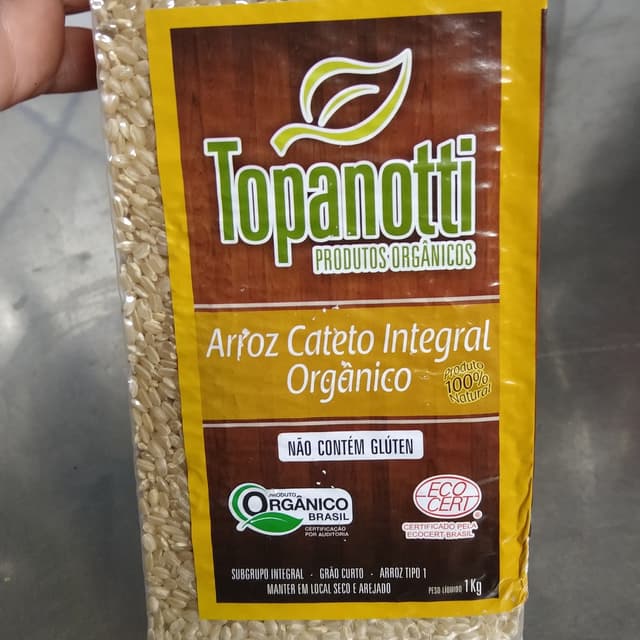 Topanotti
PRODUTOS ORGÂNICOS
Arroz Cateto Integral
Orgânico
Produto
100%
Natural
NÃO CONTÉM GLÚTEN
PRODUTO
ORGÂNICO
BRASIL
CERTIFICAÇÃO
POR AUDITORIA
ECO
CERT
®
CERTIFICADO PELA
ECOCERT BRASIL
SUBGRUPO INTEGRAL · GRÃO CURTO · ARROZ TIPO 1
MANTER EM LOCAL SECO E AREJADO
PESO LÍQUIDO 1Kg